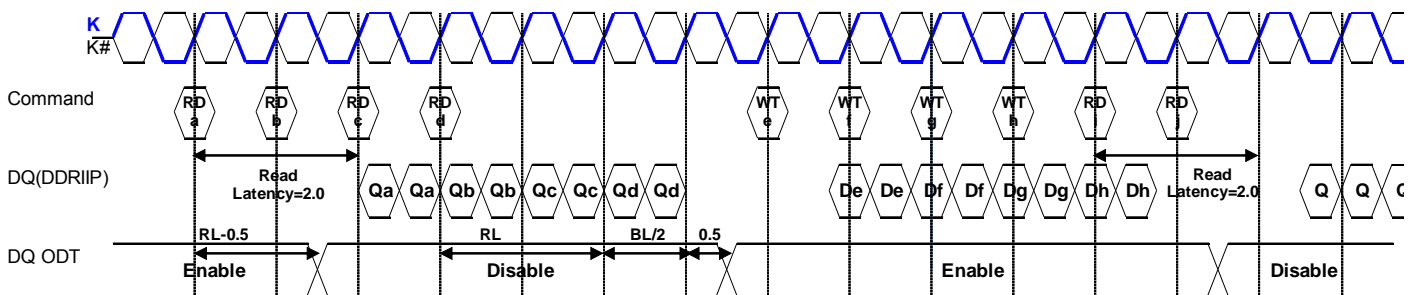 K
K#
Command
RD a RD b RD c RD d WT e WT f WT g WT h RD i RD j
Read Latency=2.0
Read Latency=2.0
DQ(DDRIIP)
Qa Qa Qb Qb Qc Qc Qd Qd De De Df Df Dg Dg Dh Dh Q Q Q
RL-0.5 RL BL/2 0.5
DQ ODT
Enable Disable Enable Disable